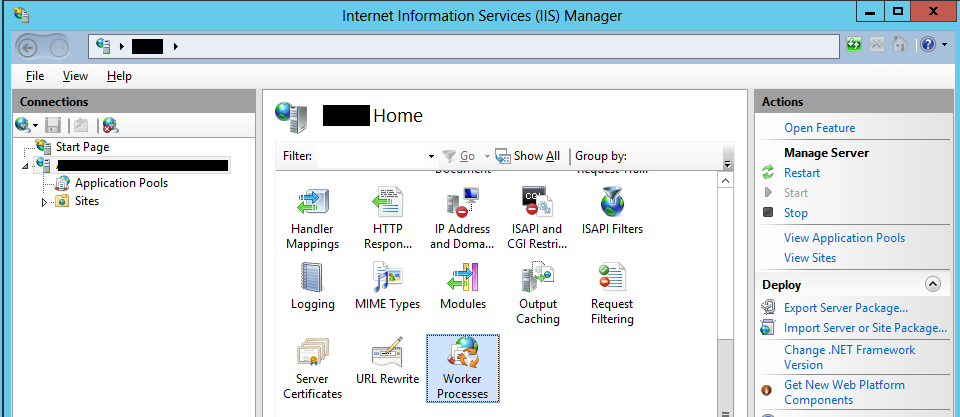 Internet Information Services (IIS) Manager
File View Help
Connections
Start Page
Application Pools
Sites
Home
Filter: Go Show All Group by:
Document Request Tra...
Handler Mappings
HTTP Respon...
IP Address and Doma...
ISAPI and CGI Restri...
ISAPI Filters
Logging
MIME Types
Modules
Output Caching
Request Filtering
Server Certificates
URL Rewrite
Worker Processes
Actions
Open Feature
Manage Server
Restart
Start
Stop
View Application Pools
View Sites
Deploy
Export Server Package...
Import Server or Site Package...
Change .NET Framework
Version
Get New Web Platform
Components